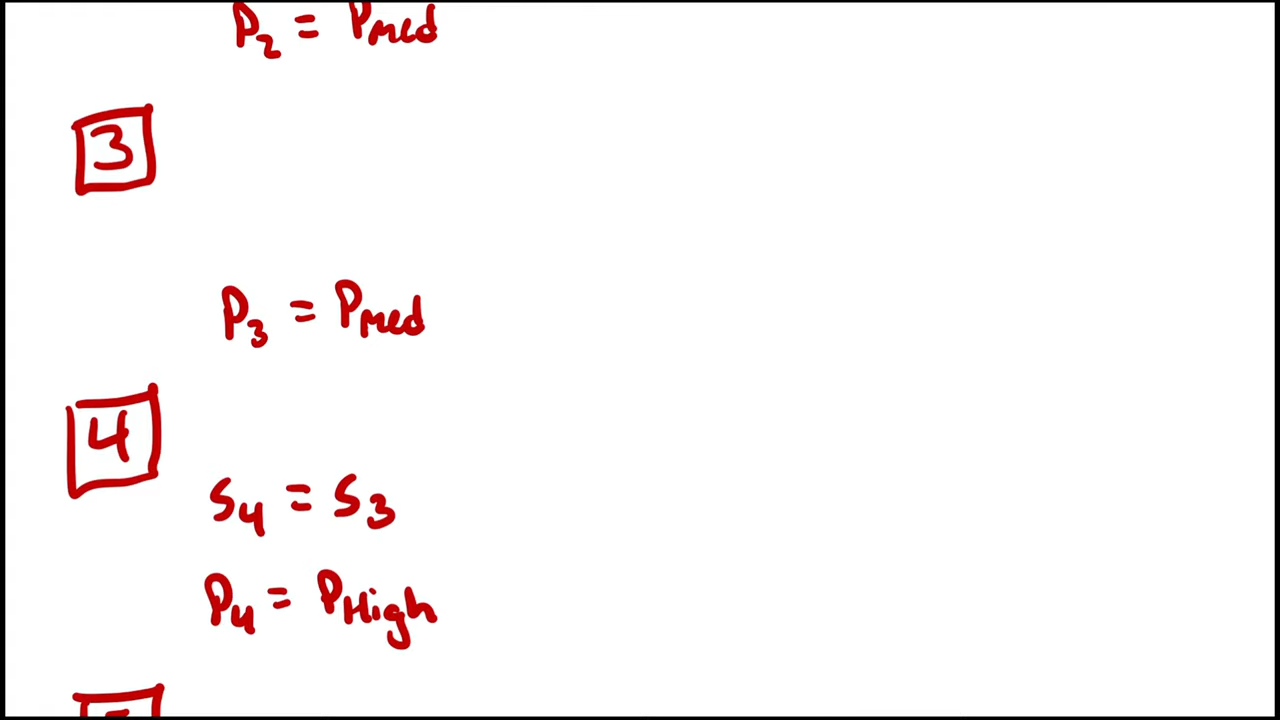 P2 = Pmed
3
P3 = PMed
4
S4 = S3
P4 = PHigh